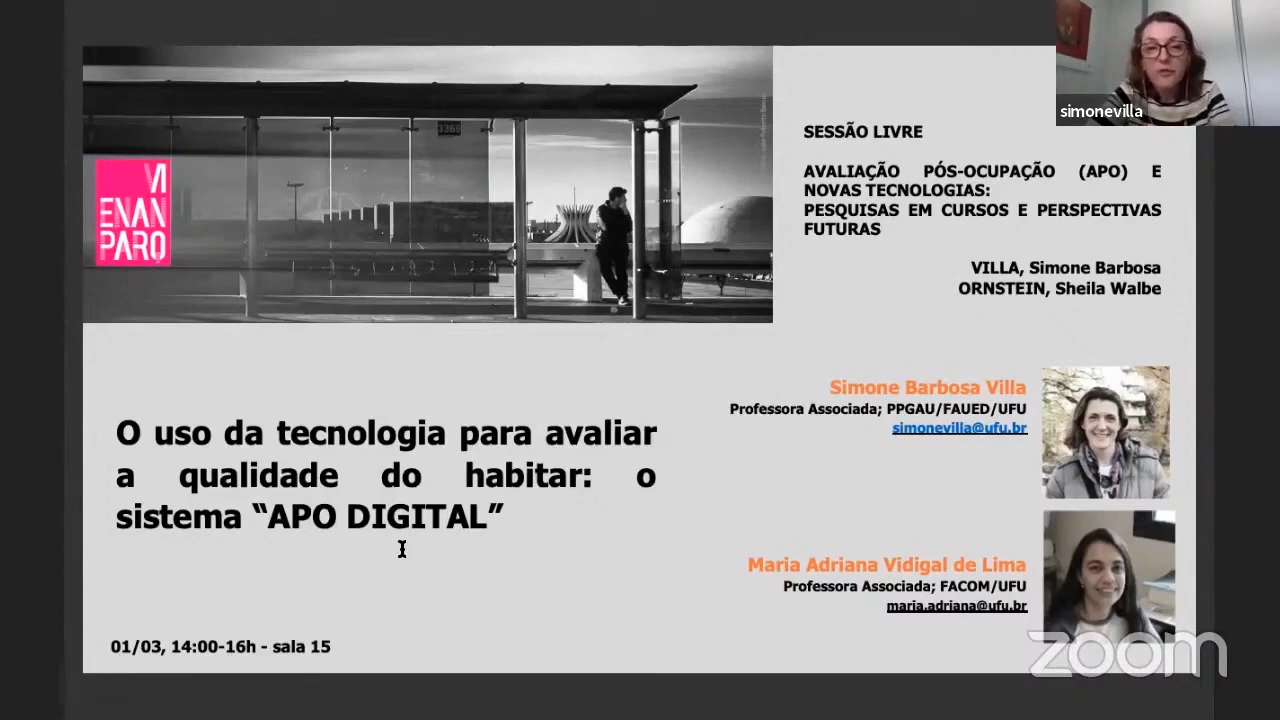 simonevilla
SESSÃO LIVRE
AVALIAÇÃO PÓS-OCUPAÇÃO (APO) E
NOVAS TECNOLOGIAS:
PESQUISAS EM CURSOS E PERSPECTIVAS
FUTURAS
VILLA, Simone Barbosa
ORNSTEIN, Sheila Walbe
3368
VI
ENAN
PARQ
Simone Barbosa Villa
Professora Associada; PPGAU/FAUED/UFU
simonevilla@ufu.br
O uso da tecnologia para avaliar
a qualidade do habitar: o
sistema “APO DIGITAL”
Maria Adriana Vidigal de Lima
Professora Associada; FACOM/UFU
maria.adriana@ufu.br
01/03, 14:00-16h - sala 15
zoom